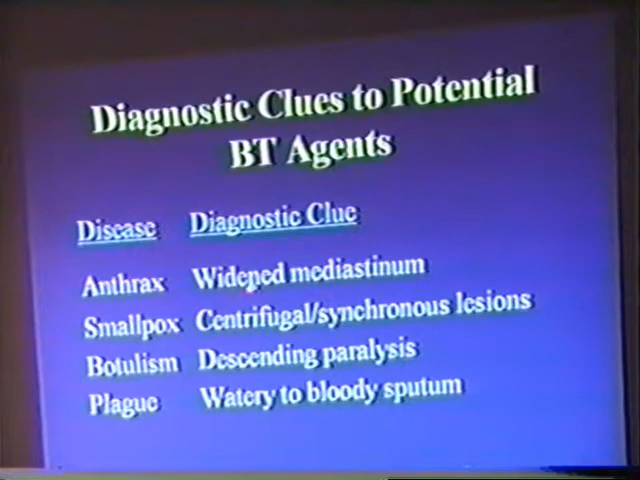 Diagnostic Clues to Potential
BT Agents
Disease Diagnostic Clue
Anthrax Widened mediastinum
Smallpox Centrifugal/synchronous lesions
Botulism Descending paralysis
Plague Watery to bloody sputum